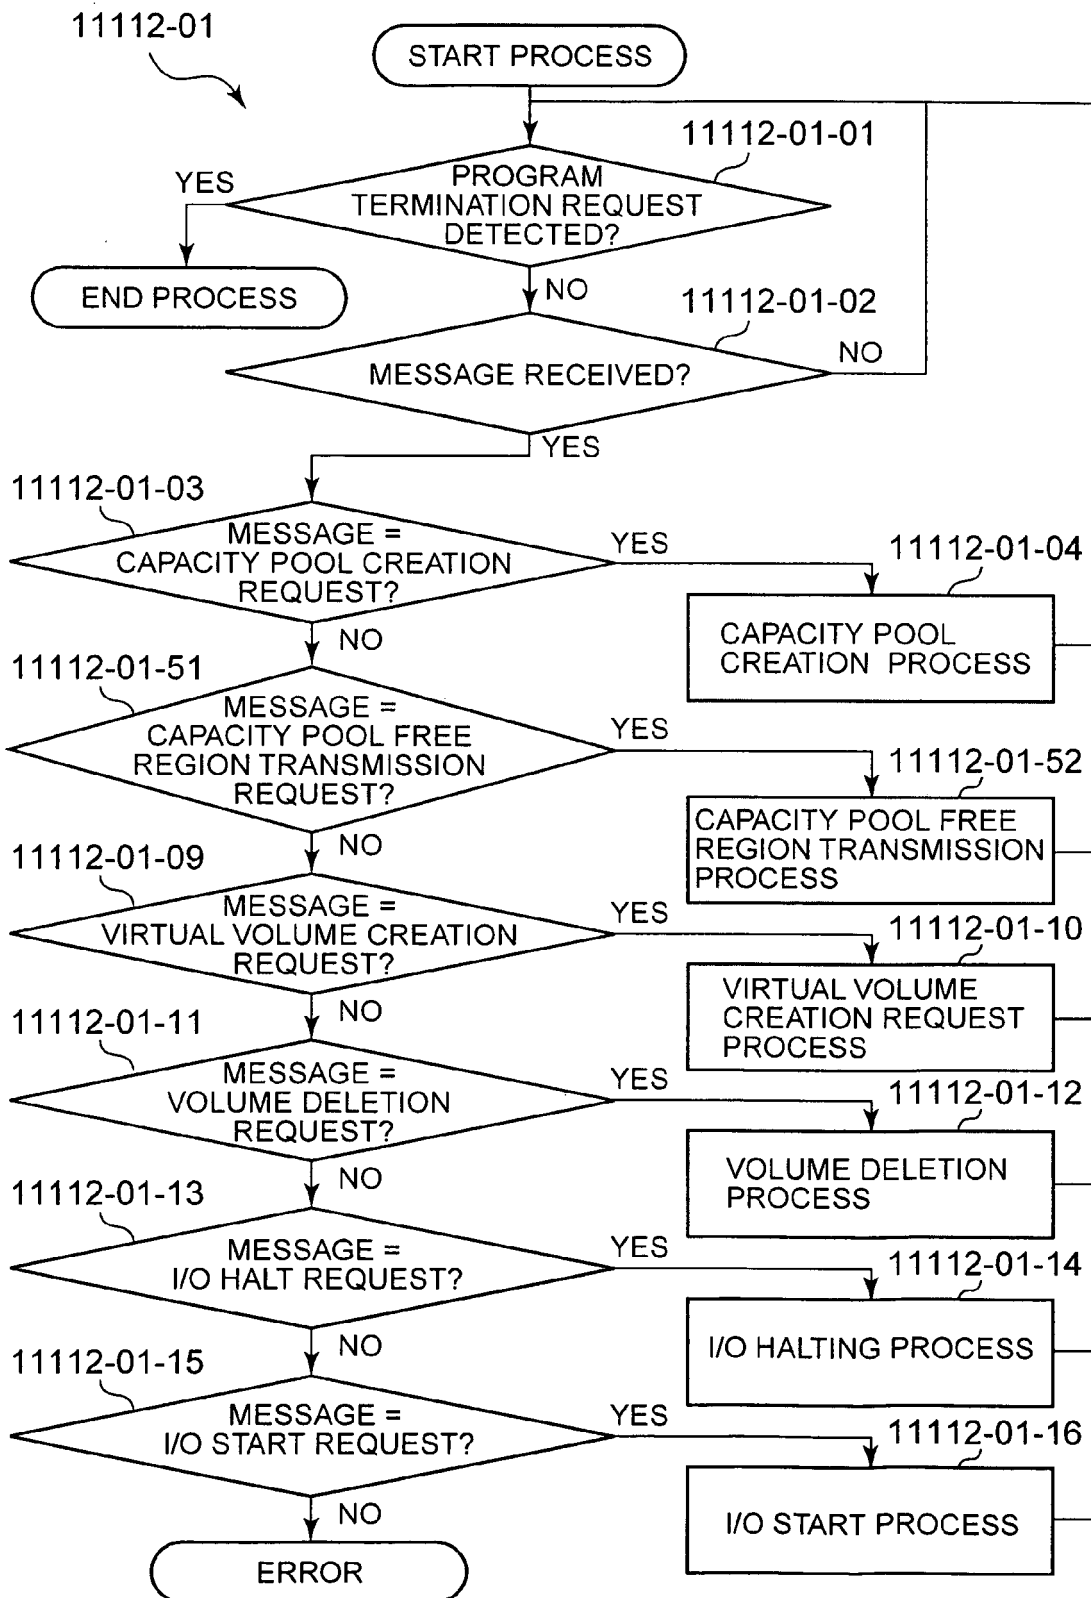 11112-01
START PROCESS
11112-01-01
PROGRAM
TERMINATION REQUEST
DETECTED?
YES
END PROCESS
NO
11112-01-02
MESSAGE RECEIVED?
NO
YES
11112-01-03
MESSAGE =
CAPACITY POOL CREATION
REQUEST?
YES
11112-01-04
CAPACITY POOL
CREATION PROCESS
NO
11112-01-51
MESSAGE =
CAPACITY POOL FREE
REGION TRANSMISSION
REQUEST?
YES
11112-01-52
CAPACITY POOL FREE
REGION TRANSMISSION
PROCESS
NO
11112-01-09
MESSAGE =
VIRTUAL VOLUME CREATION
REQUEST?
YES
11112-01-10
VIRTUAL VOLUME
CREATION REQUEST
PROCESS
NO
11112-01-11
MESSAGE =
VOLUME DELETION
REQUEST?
YES
11112-01-12
VOLUME DELETION
PROCESS
NO
11112-01-13
MESSAGE =
I/O HALT REQUEST?
YES
11112-01-14
I/O HALTING PROCESS
NO
11112-01-15
MESSAGE =
I/O START REQUEST?
YES
11112-01-16
I/O START PROCESS
NO
ERROR